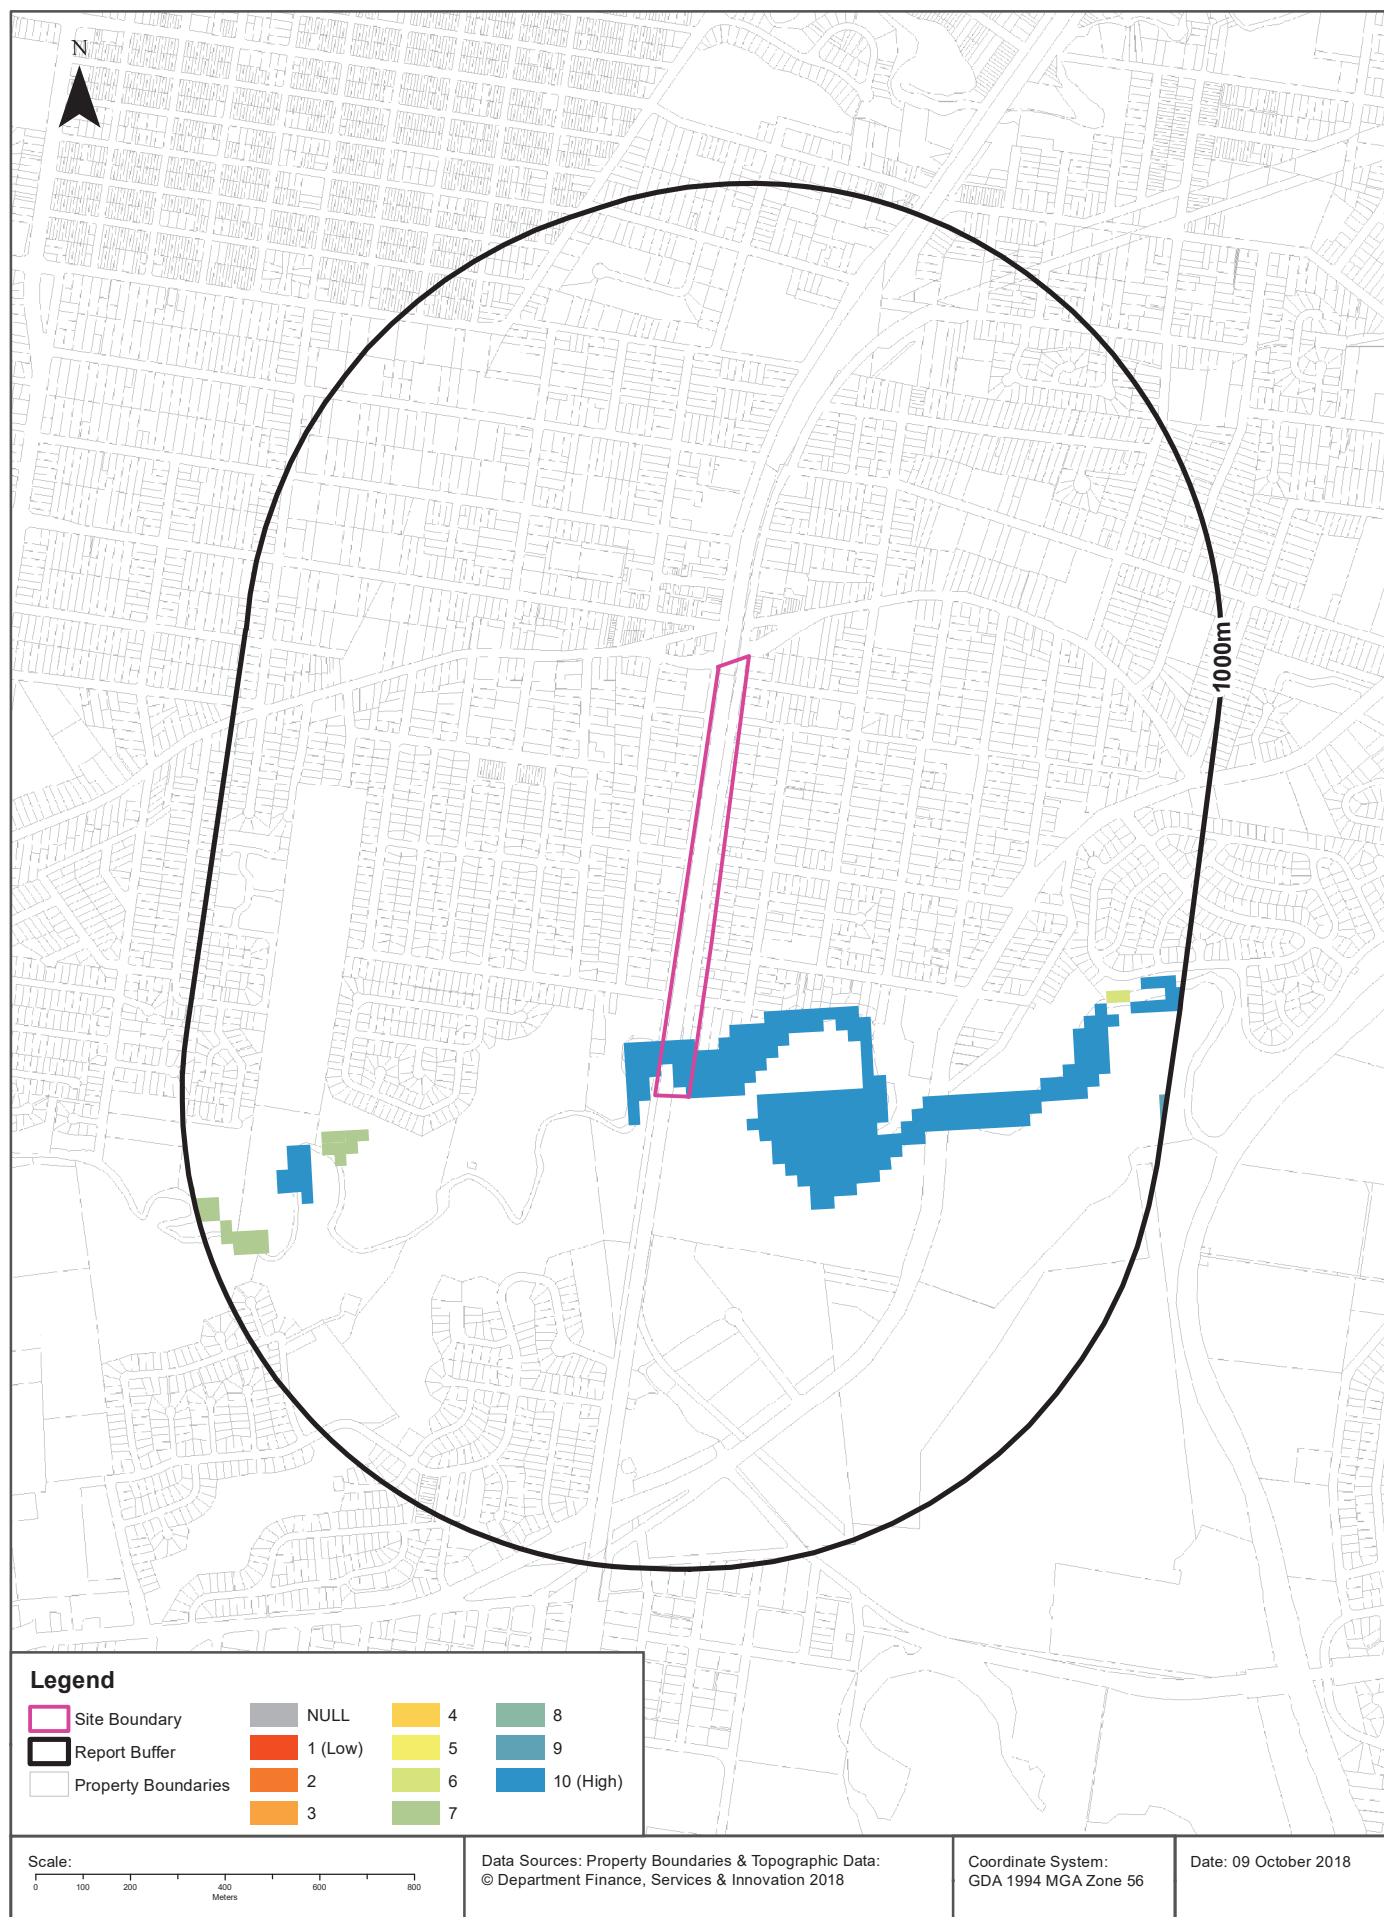 N
1000m
Legend
Site Boundary
Report Buffer
Property Boundaries
NULL
1 (Low)
2
3
4
5
6
7
8
9
10 (High)
Scale:
0 100 200 400 600 800
Meters
Data Sources: Property Boundaries & Topographic Data:
© Department Finance, Services & Innovation 2018
Coordinate System:
GDA 1994 MGA Zone 56
Date: 09 October 2018